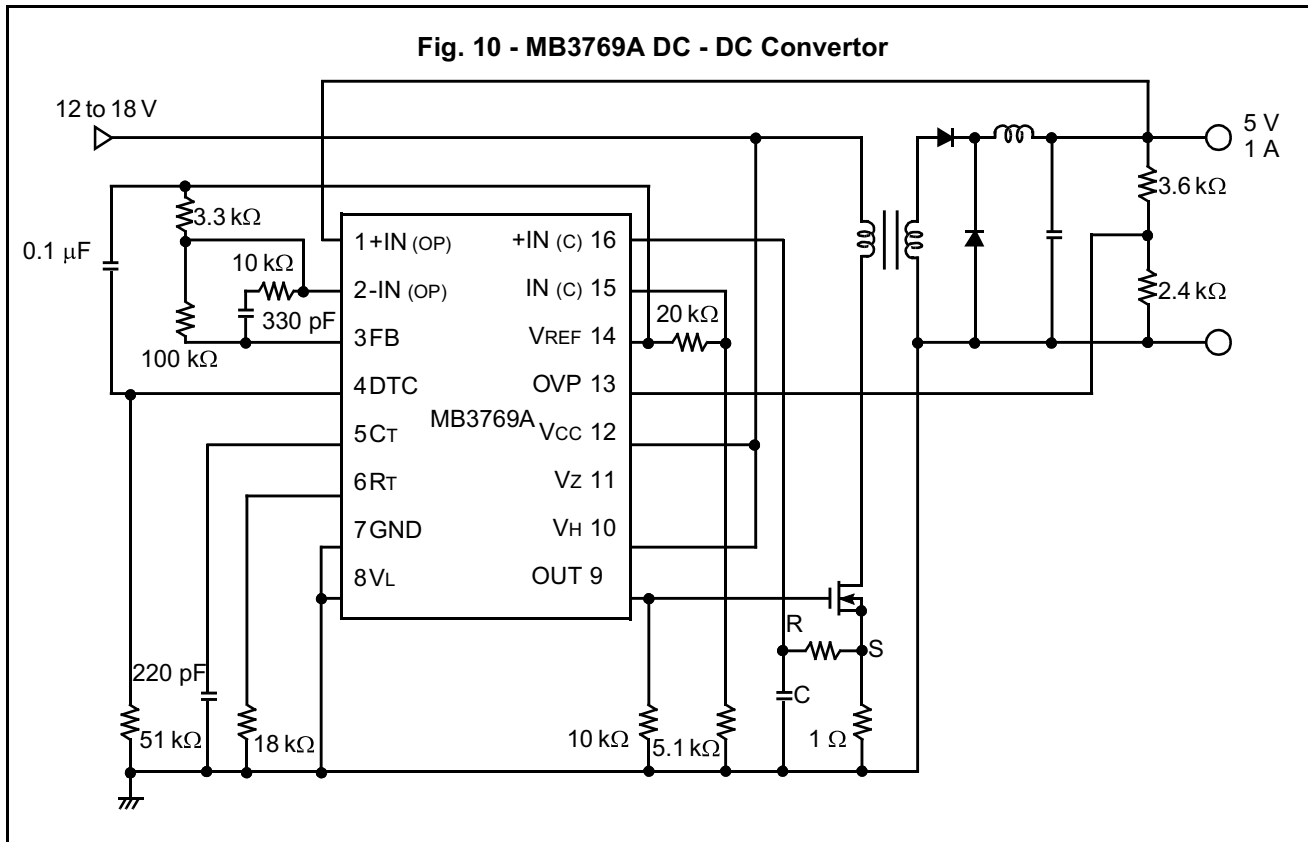 Fig. 10 - MB3769A DC - DC Convertor
12 to 18 V
5 V
1 A
3.6 kΩ
2.4 kΩ
0.1 μF
3.3 kΩ
10 kΩ
330 pF
100 kΩ
20 kΩ
1 +IN (OP)
2 -IN (OP)
3 FB
4 DTC
5 CT
6 RT
7 GND
8 VL
MB3769A
+IN (C) 16
IN (C) 15
VREF 14
OVP 13
VCC 12
VZ 11
VH 10
OUT 9
R
S
C
220 pF
51 kΩ
18 kΩ
10 kΩ
5.1 kΩ
1 Ω